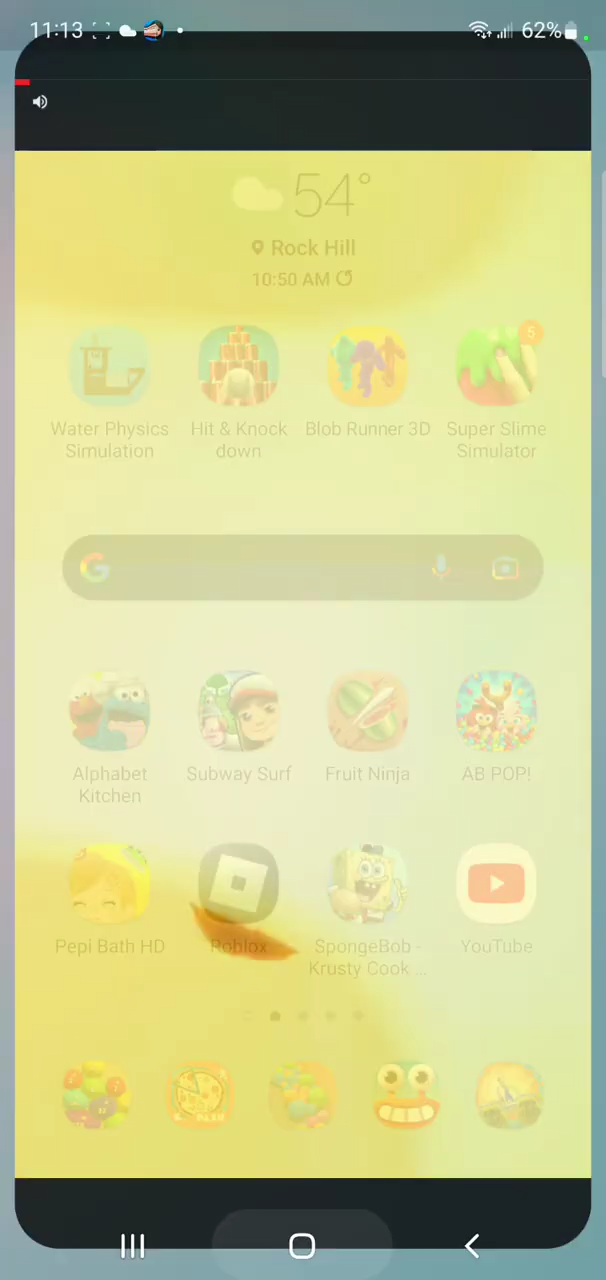 11:13
62%
54°
Rock Hill
10:50 AM
5
Water Physics Simulation
Hit & Knock down
Blob Runner 3D
Super Slime Simulator
Alphabet Kitchen
Subway Surf
Fruit Ninja
AB POP!
Pepi Bath HD
Roblox
SpongeBob - Krusty Cook ...
YouTube